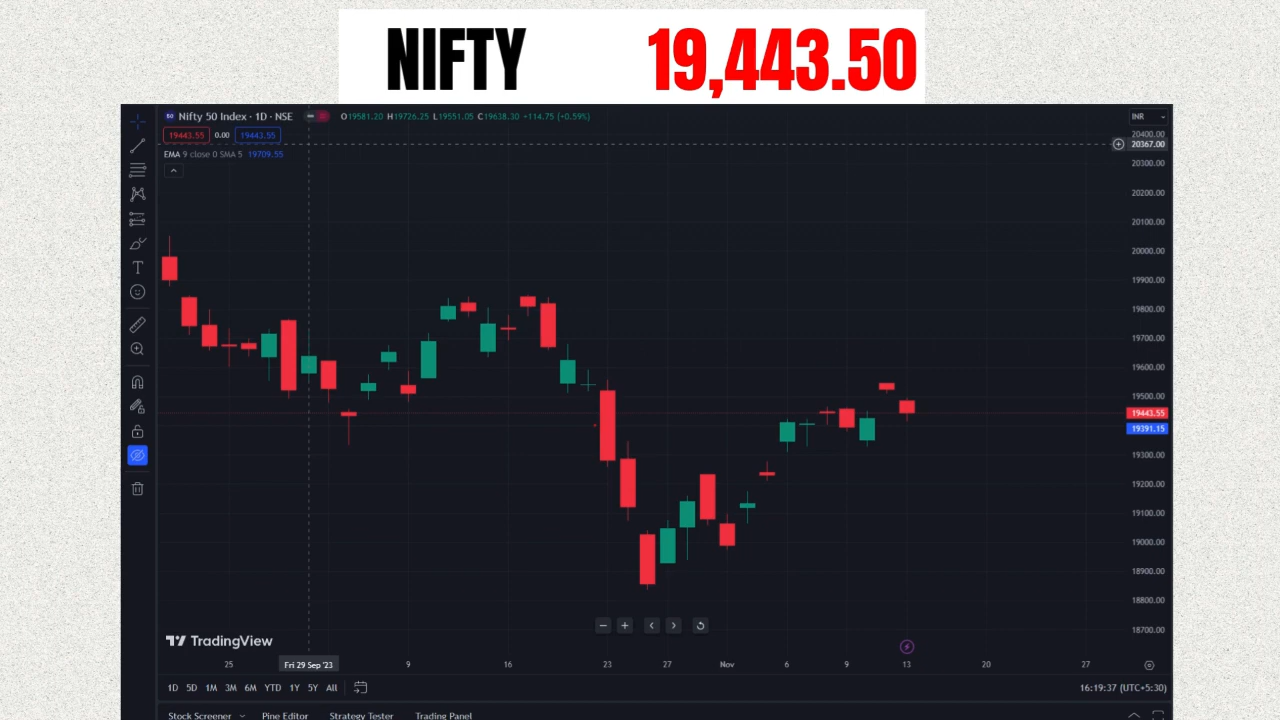 NIFTY 19,443.50
50 Nifty 50 Index · 1D · NSE O19581.20 H19726.25 L19551.05 C19638.30 +114.75 (+0.59%) INR
19443.55 0.00 19443.55
EMA 9 close 0 SMA 5 19709.55
20400.00
20367.00
20300.00
20200.00
20100.00
20000.00
19900.00
19800.00
19700.00
19600.00
19500.00
19443.55
19391.15
19300.00
19200.00
19100.00
19000.00
18900.00
18800.00
18700.00
TradingView
25 Fri 29 Sep '23 9 16 23 27 Nov 6 9 13 20 27
1D 5D 1M 3M 6M YTD 1Y 5Y All 16:19:37 (UTC+5:30)
Stock Screener Pine Editor Strategy Tester Trading Panel